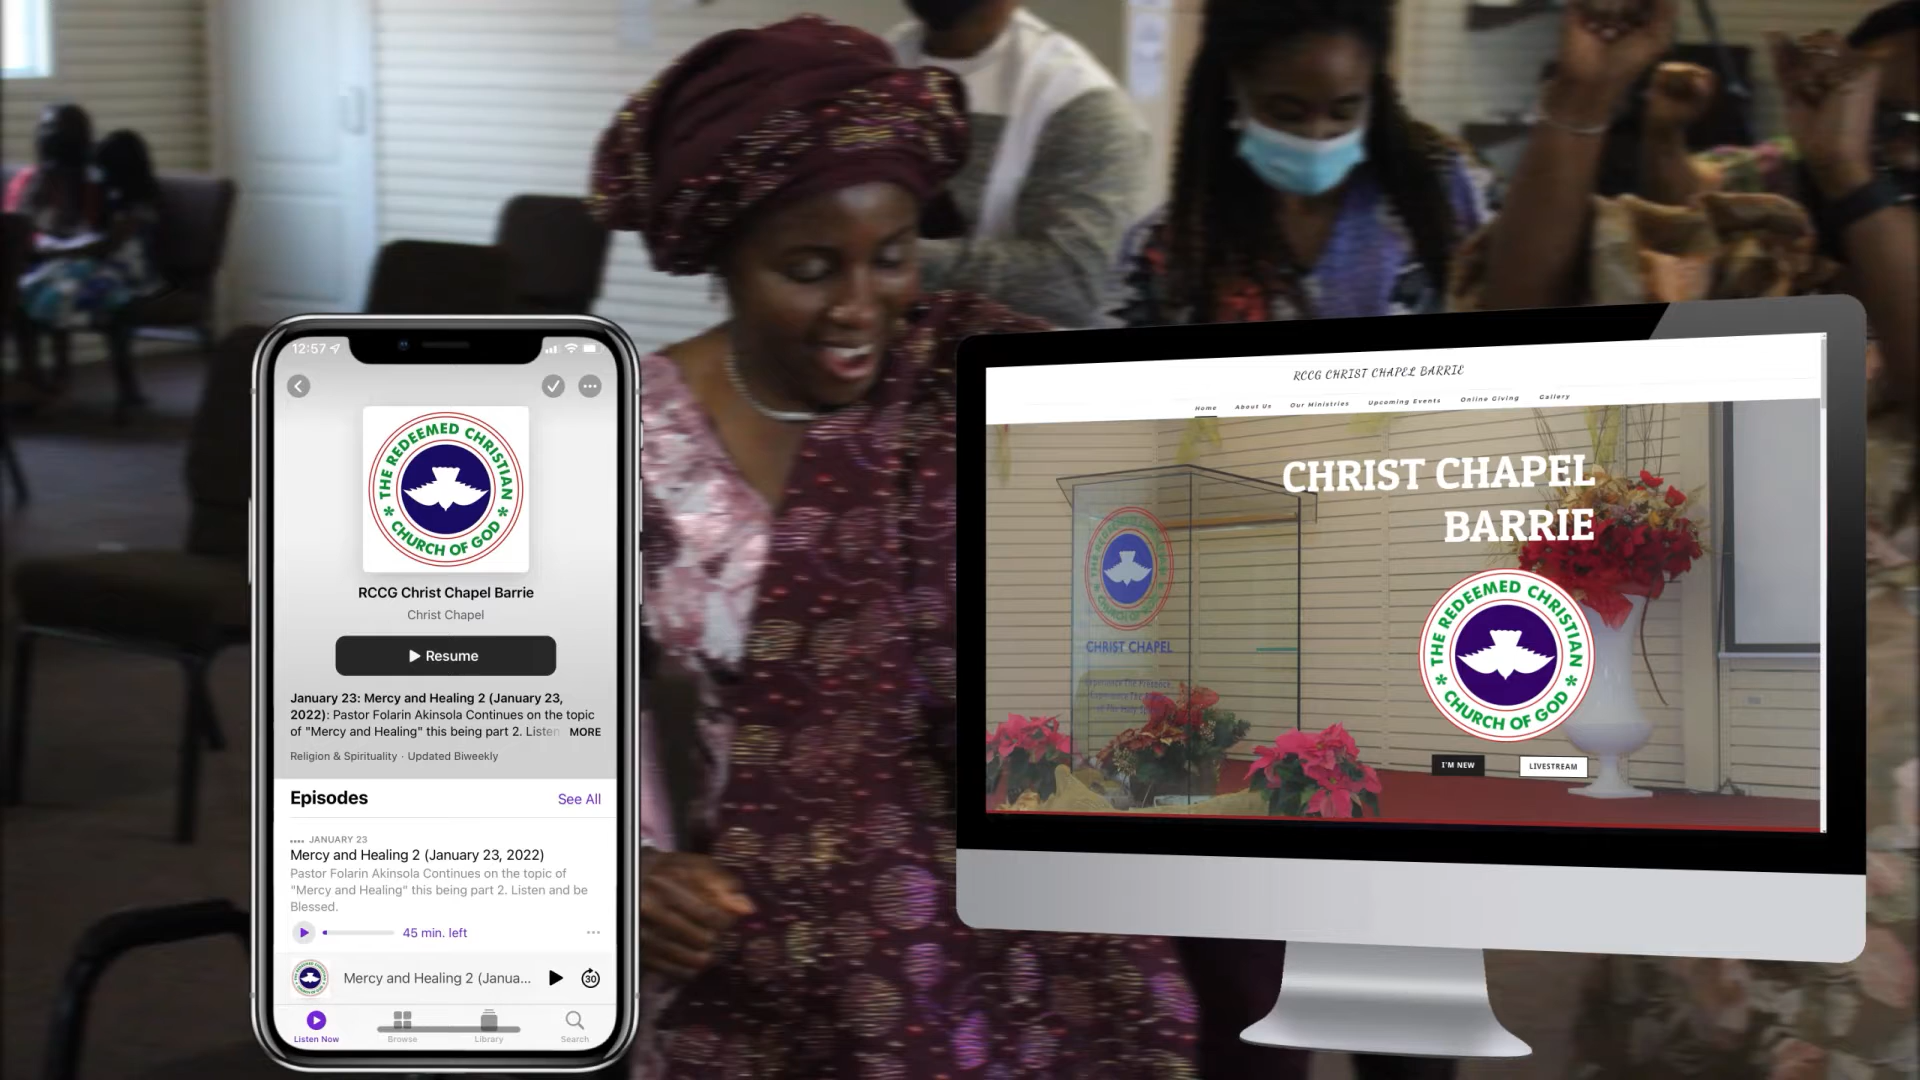 12:57
THE REDEEMED CHRISTIAN
CHURCH OF GOD
RCCG Christ Chapel Barrie
Christ Chapel
Resume
January 23: Mercy and Healing 2 (January 23,
2022): Pastor Folarin Akinsola Continues on the topic
of "Mercy and Healing" this being part 2. Listen MORE
Religion & Spirituality · Updated Biweekly
Episodes
See All
JANUARY 23
Mercy and Healing 2 (January 23, 2022)
Pastor Folarin Akinsola Continues on the topic of
"Mercy and Healing" this being part 2. Listen and be
Blessed.
45 min. left
Mercy and Healing 2 (Janua...
30
Listen Now
Browse
Library
Search
RCCG CHRIST CHAPEL BARRIE
Home About Us Our Ministries Upcoming Events Online Giving Gallery
CHRIST CHAPEL
BARRIE
THE REDEEMED CHRISTIAN
CHURCH OF GOD
CHRIST CHAPEL
THE REDEEMED CHRISTIAN
CHURCH OF GOD
I'M NEW
LIVESTREAM